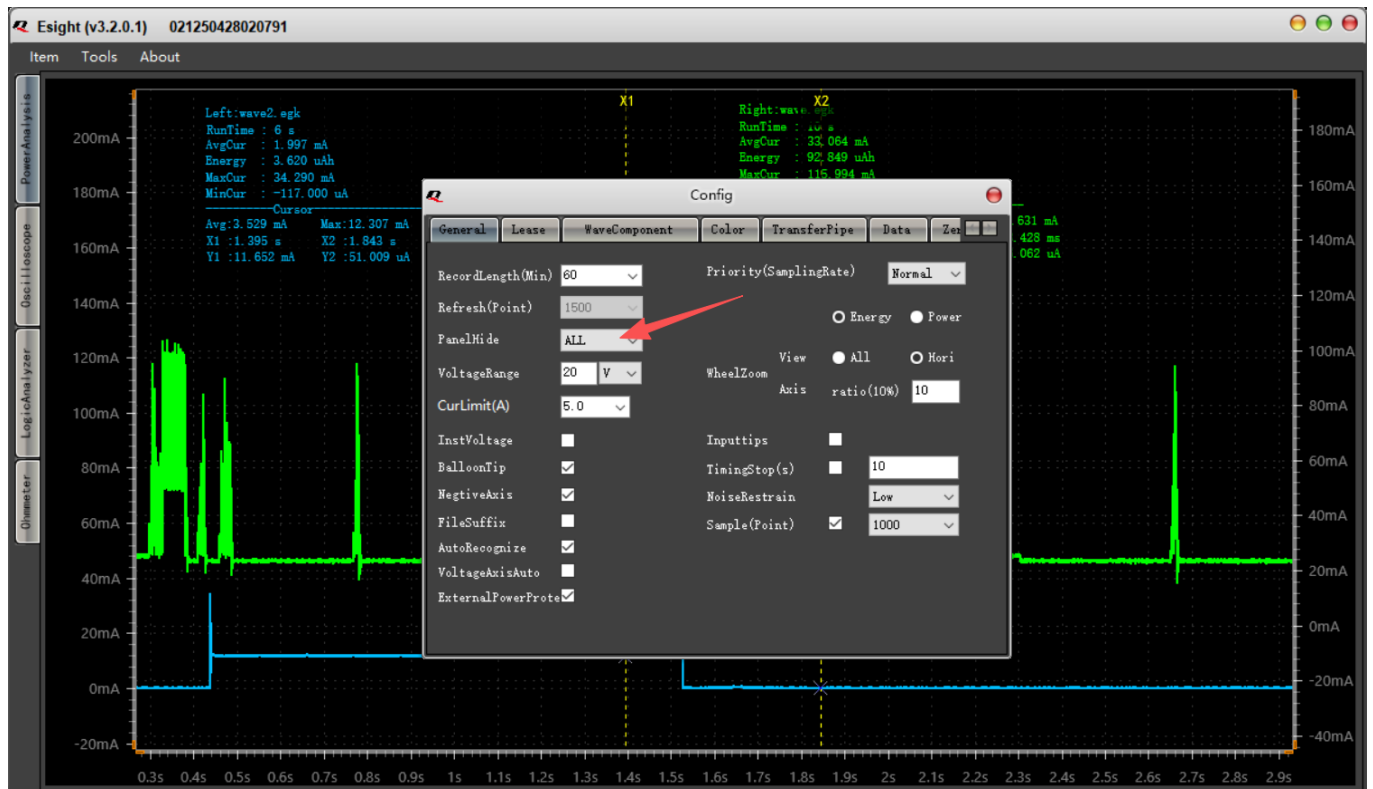 Esight (v3.2.0.1) 021250428020791
Item Tools About
PowerAnalysis
Oscilloscope
LogicAnalyzer
Ohmmeter
X1
X2
Left:wave2.egk
RunTime : 6 s
AvgCur : 1.997 mA
Energy : 3.620 uAh
MaxCur : 34.290 mA
MinCur : -117.000 uA
Cursor
Avg:3.529 mA Max:12.307 mA
X1 :1.395 s X2 :1.843 s
Y1 :11.652 mA Y2 :51.009 uA
Right:wave.egk
RunTime : 10 s
AvgCur : 33.064 mA
Energy : 92.849 uAh
MaxCur : 115.994 mA
631 mA
.428 ms
.062 uA
200mA
180mA
160mA
140mA
120mA
100mA
80mA
60mA
40mA
20mA
0mA
-20mA
180mA
160mA
140mA
120mA
100mA
80mA
60mA
40mA
20mA
0mA
-20mA
-40mA
Config
General Lease WaveComponent Color TransferPipe Data Zer
RecordLength(Min) 60
Refresh(Point) 1500
PanelHide ALL
VoltageRange 20 V
CurLimit(A) 5.0
InstVoltage
BalloonTip
NegtiveAxis
FileSuffix
AutoRecognize
VoltageAxisAuto
ExternalPowerProte
Priority(SamplingRate) Normal
Energy Power
WheelZoom
View All Hori
Axis ratio(10%) 10
Inputtips
TimingStop(s) 10
NoiseRestrain Low
Sample(Point) 1000
0.3s 0.4s 0.5s 0.6s 0.7s 0.8s 0.9s 1s 1.1s 1.2s 1.3s 1.4s 1.5s 1.6s 1.7s 1.8s 1.9s 2s 2.1s 2.2s 2.3s 2.4s 2.5s 2.6s 2.7s 2.8s 2.9s